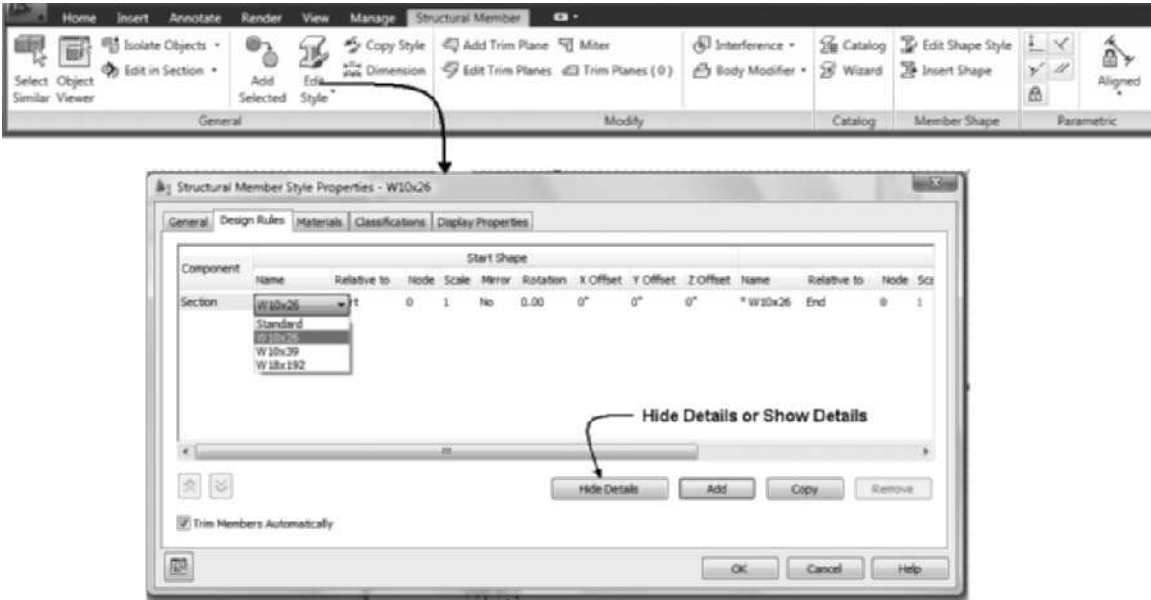 Home Insert Annotate Render View Manage Structural Member
Isolate Objects
Edit in Section
Select Similar
Object Viewer
Add Selected
Edit Style
Copy Style
Dimension
Add Trim Plane Miter
Edit Trim Planes Trim Planes (0)
Interference
Body Modifier
Catalog
Wizard
Edit Shape Style
Insert Shape
Aligned
General Modify Catalog Member Shape Parametric
Structural Member Style Properties - W10x26
General Design Rules Materials Classifications Display Properties
Start Shape
Component Name Relative to Node Scale Mirror Rotation X Offset Y Offset Z Offset Name Relative to Node Sca
Section W10x26 rt 0 1 No 0.00 0" 0" 0" * W10x26 End 0 1
Standard
W10x26
W10x39
W18x192
Hide Details or Show Details
Hide Details Add Copy Remove
Trim Members Automatically
OK Cancel Help